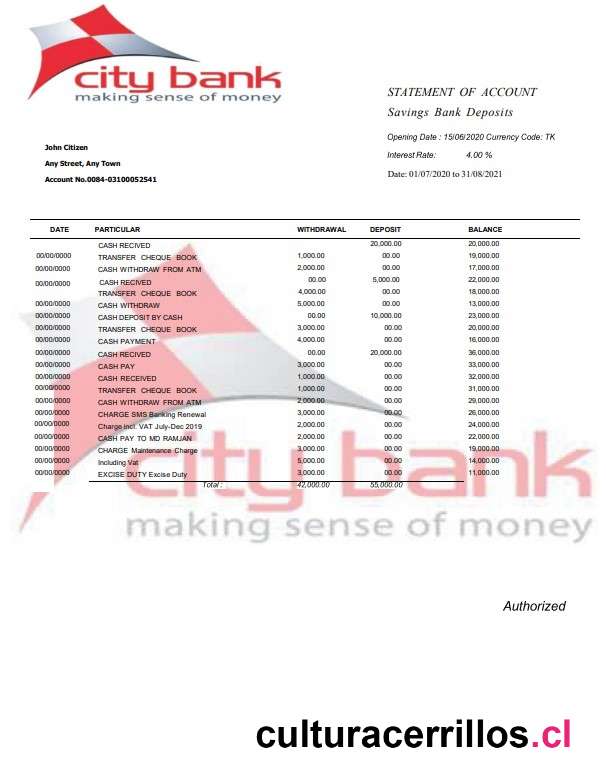 city bank
making sense of money
STATEMENT OF ACCOUNT
Savings Bank Deposits
Opening Date : 15/06/2020 Currency Code: TK
Interest Rate: 4.00 %
Date: 01/07/2020 to 31/08/2021
John Citizen
Any Street, Any Town
Account No.0084-03100052541
DATE PARTICULAR WITHDRAWAL DEPOSIT BALANCE
CASH RECIVED 20,000.00 20,000.00
00/00/0000 TRANSFER CHEQUE BOOK 1,000.00 00.00 19,000.00
00/00/0000 CASH WITHDRAW FROM ATM 2,000.00 00.00 17,000.00
00/00/0000 CASH RECIVED 00.00 5,000.00 22,000.00
TRANSFER CHEQUE BOOK 4,000.00 00.00 18,000.00
00/00/0000 CASH WITHDRAW 5,000.00 00.00 13,000.00
00/00/0000 CASH DEPOSIT BY CASH 00.00 10,000.00 23,000.00
00/00/0000 TRANSFER CHEQUE BOOK 3,000.00 00.00 20,000.00
00/00/0000 CASH PAYMENT 4,000.00 00.00 16,000.00
00/00/0000 CASH RECIVED 00.00 20,000.00 36,000.00
00/00/0000 CASH PAY 3,000.00 00.00 33,000.00
00/00/0000 CASH RECEIVED 1,000.00 00.00 32,000.00
00/00/0000 TRANSFER CHEQUE BOOK 1,000.00 00.00 31,000.00
00/00/0000 CASH WITHDRAW FROM ATM 2,000.00 00.00 29,000.00
00/00/0000 CHARGE SMS Banking Renewal 3,000.00 00.00 26,000.00
00/00/0000 Charge incl. VAT July-Dec 2019 2,000.00 00.00 24,000.00
00/00/0000 CASH PAY TO MD RAMJAN 2,000.00 00.00 22,000.00
00/00/0000 CHARGE Maintenance Charge 3,000.00 00.00 19,000.00
00/00/0000 Including Vat 5,000.00 00.00 14,000.00
00/00/0000 EXCISE DUTY Excise Duty 3,000.00 00.00 11,000.00
Total : 42,000.00 55,000.00
city bank
making sense of money
Authorized
culturacerrillos.cl